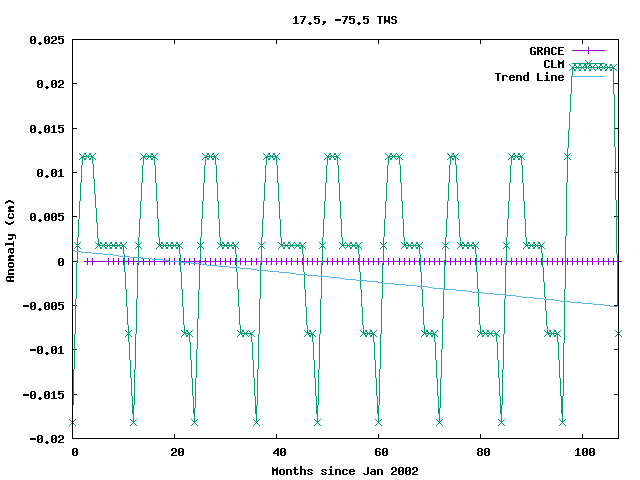 17.5, -75.5 TWS
GRACE
CLM
Trend Line
0.025
0.02
0.015
0.01
0.005
0
-0.005
-0.01
-0.015
-0.02
Anomaly (cm)
0 20 40 60 80 100
Months since Jan 2002